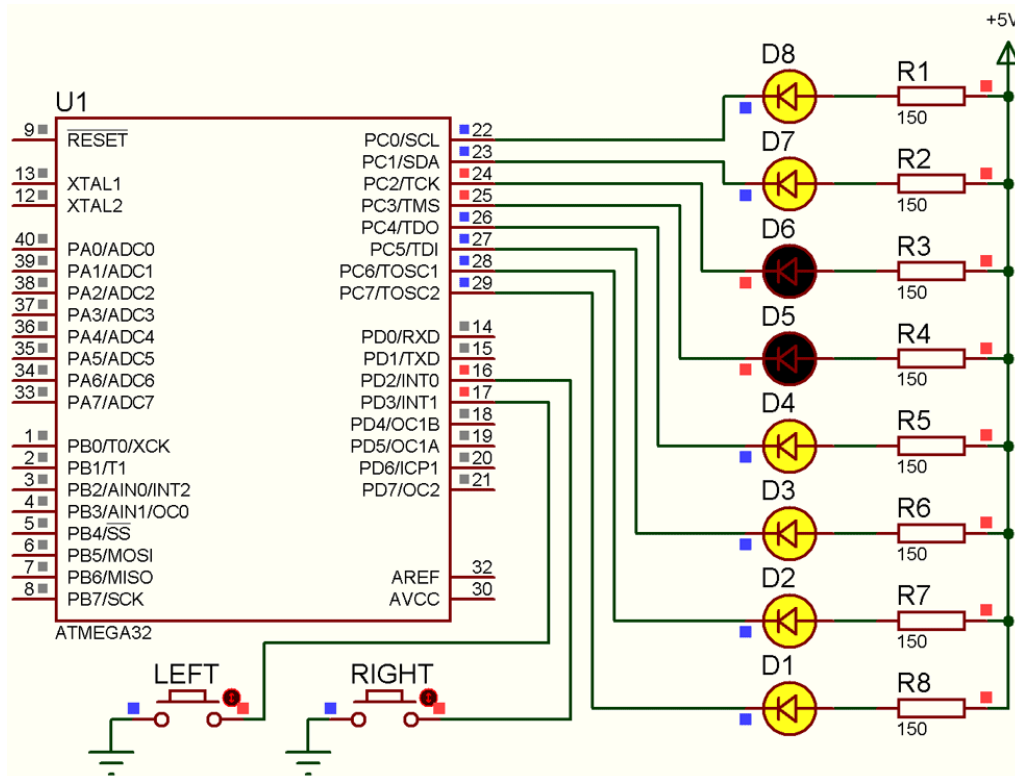 +5V
U1
9 RESET
13 XTAL1
12 XTAL2
40 PA0/ADC0
39 PA1/ADC1
38 PA2/ADC2
37 PA3/ADC3
36 PA4/ADC4
35 PA5/ADC5
34 PA6/ADC6
33 PA7/ADC7
1 PB0/T0/XCK
2 PB1/T1
3 PB2/AIN0/INT2
4 PB3/AIN1/OC0
5 PB4/SS
6 PB5/MOSI
7 PB6/MISO
8 PB7/SCK
PC0/SCL 22
PC1/SDA 23
PC2/TCK 24
PC3/TMS 25
PC4/TDO 26
PC5/TDI 27
PC6/TOSC1 28
PC7/TOSC2 29
PD0/RXD 14
PD1/TXD 15
PD2/INT0 16
PD3/INT1 17
PD4/OC1B 18
PD5/OC1A 19
PD6/ICP1 20
PD7/OC2 21
AREF 32
AVCC 30
ATMEGA32
D8 R1
150
D7 R2
150
D6 R3
150
D5 R4
150
D4 R5
150
D3 R6
150
D2 R7
150
D1 R8
150
LEFT RIGHT